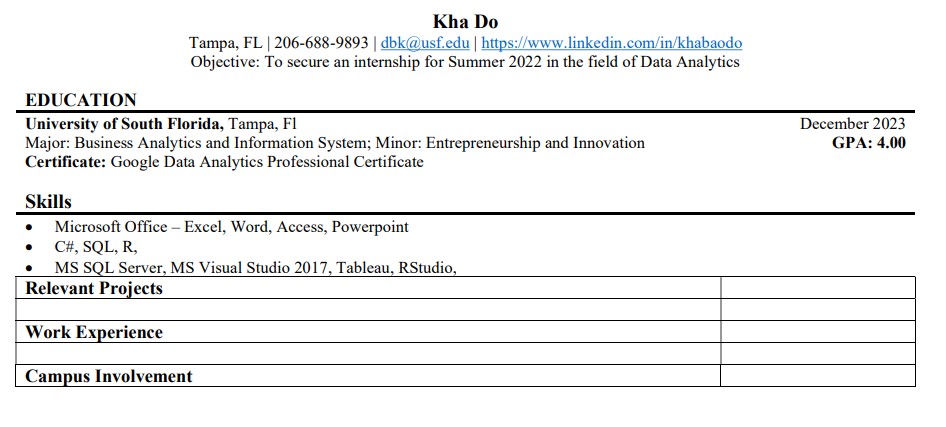 Kha Do
Tampa, FL | 206-688-9893 | dbk@usf.edu | https://www.linkedin.com/in/khabaodo
Objective: To secure an internship for Summer 2022 in the field of Data Analytics
EDUCATION
University of South Florida, Tampa, Fl December 2023
Major: Business Analytics and Information System; Minor: Entrepreneurship and Innovation GPA: 4.00
Certificate: Google Data Analytics Professional Certificate
Skills
• Microsoft Office – Excel, Word, Access, Powerpoint
• C#, SQL, R,
• MS SQL Server, MS Visual Studio 2017, Tableau, RStudio,
Relevant Projects
Work Experience
Campus Involvement